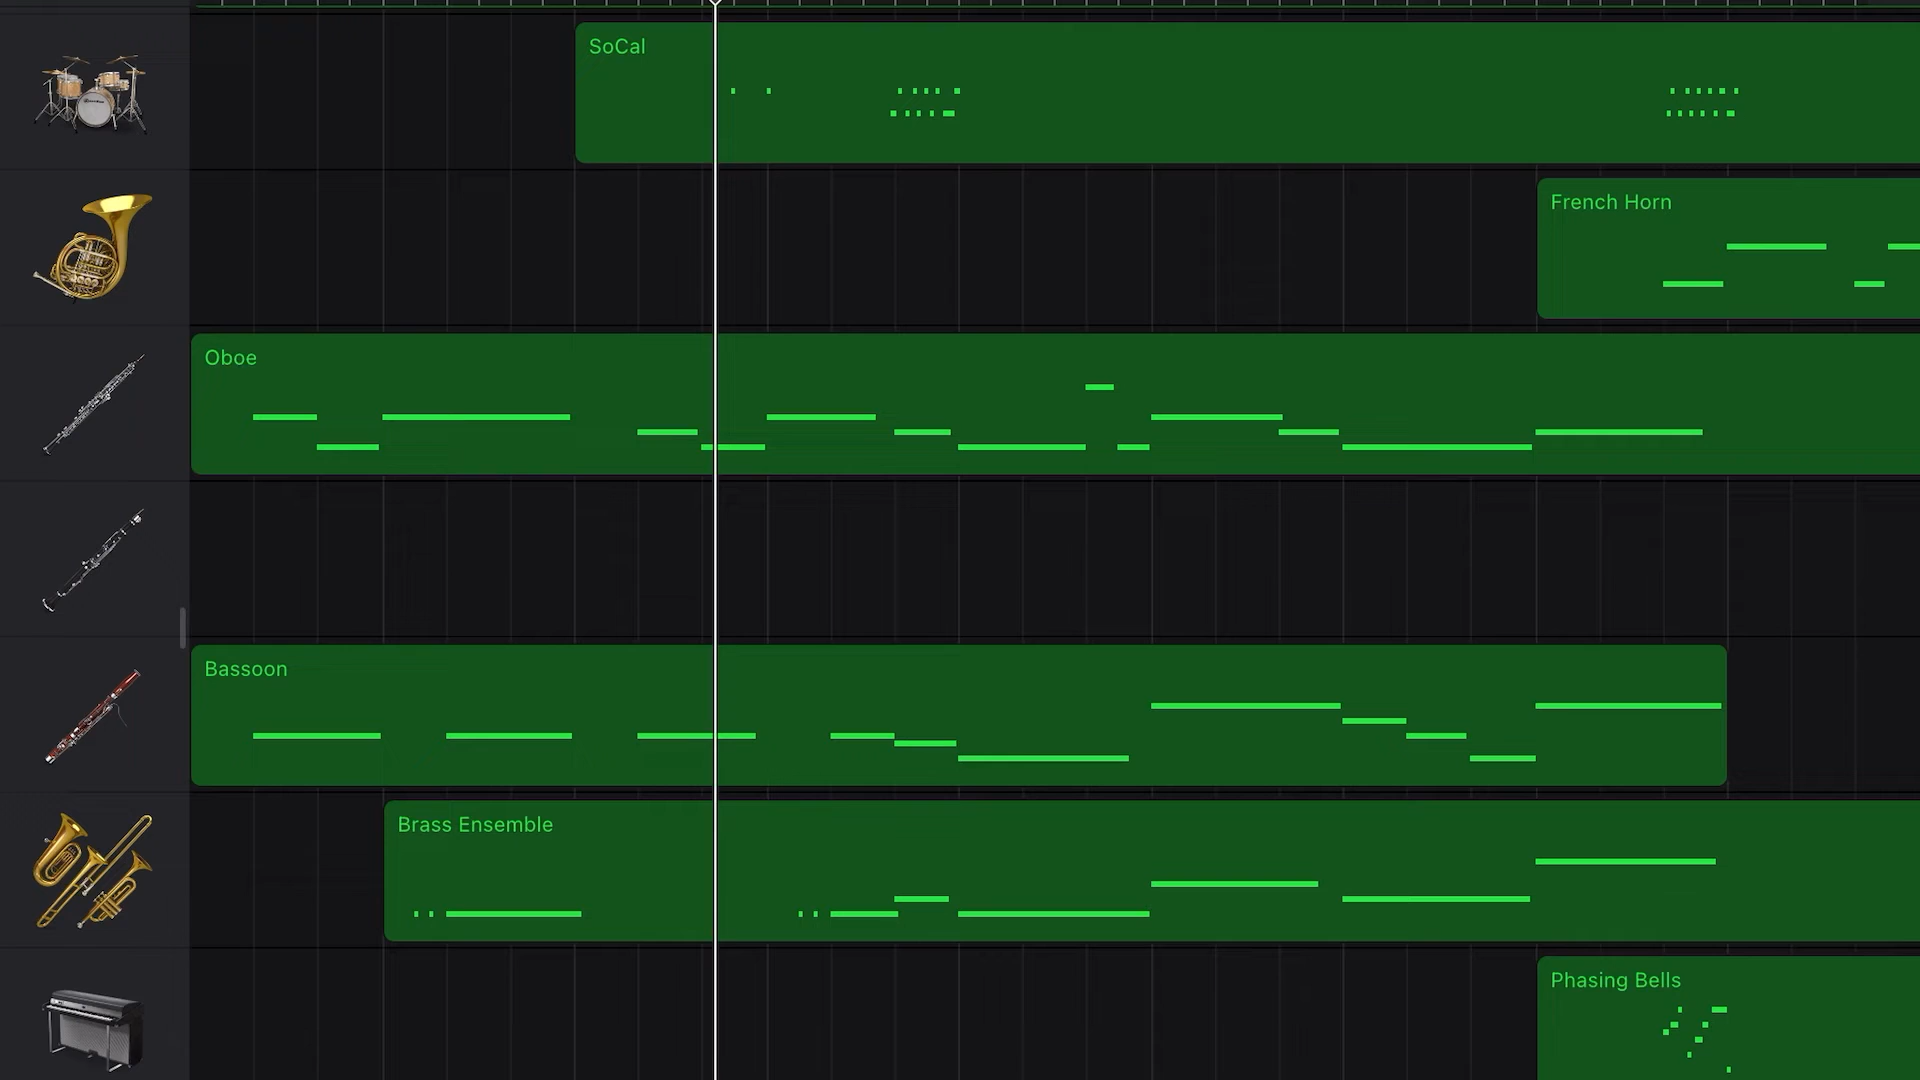 SoCal
French Horn
Oboe
Bassoon
Brass Ensemble
Phasing Bells